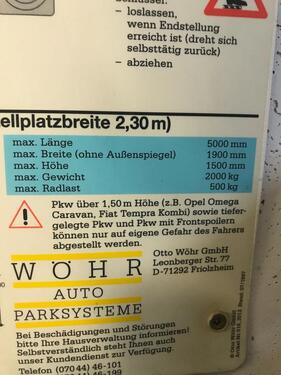 – loslassen,
wenn Endstellung
erreicht ist (dreht sich
selbsttätig zurück)
– abziehen
ellplatzbreite 2,30 m)
max. Länge 5000 mm
max. Breite (ohne Außenspiegel) 1900 mm
max. Höhe 1500 mm
max. Gewicht 2000 kg
max. Radlast 500 kg
Pkw über 1,50 m Höhe (z.B. Opel Omega
Caravan, Fiat Tempra Kombi) sowie tiefer-
gelegte Pkw und Pkw mit Frontspoilern
können nur auf eigene Gefahr des Fahrers
abgestellt werden.
Otto Wöhr GmbH
Leonberger Str. 77
D-71292 Friolzheim
WÖHR
AUTO
PARKSYSTEME
Bei Beschädigungen und Störungen
bitte Ihre Hausverwaltung informieren!
Selbstverständlich steht Ihnen auch
unser Kundendienst zur Verfügung.
Telefon (0 70 44) 46-101
46-199